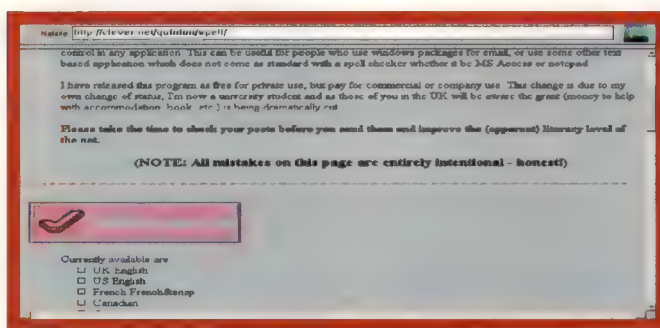 Netsite http://clever.net/quinlan/spell/
control in any application. This can be useful for people who use windows packages for email, or use some other text
based application which does not come as standard with a spell checker whether it be MS Access or notepad
I have released this program as free for private use, but pay for commercial or company use. This change is due to my
own change of status, I'm now a university student and as those of you in the UK will be aware the grant (money to help
with accommodation, book, etc.) is being dramatically cut
Please take the time to check your posts before you send them and improve the (apparent) literary level of
the net.
(NOTE: All mistakes on this page are entirely intentional - honest!)
Currently available are
UK English
US English
French French&ensp
Canadian